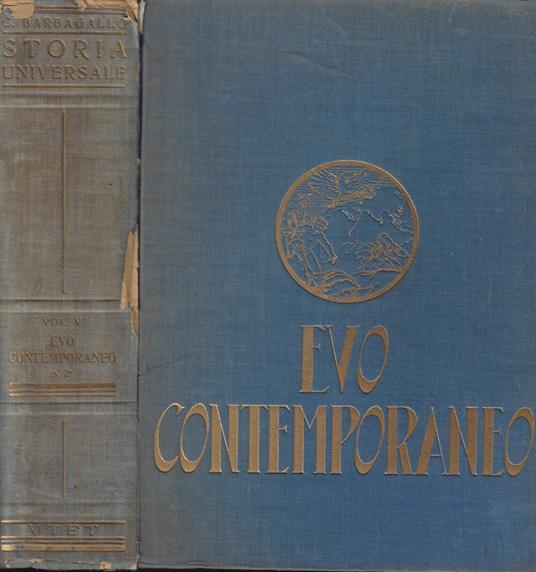 C. BARBAGALLO
STORIA
UNIVERSALE
VOL. V
EVO
CONTEMPORANEO
UTET
EVO
CONTEMPORANEO